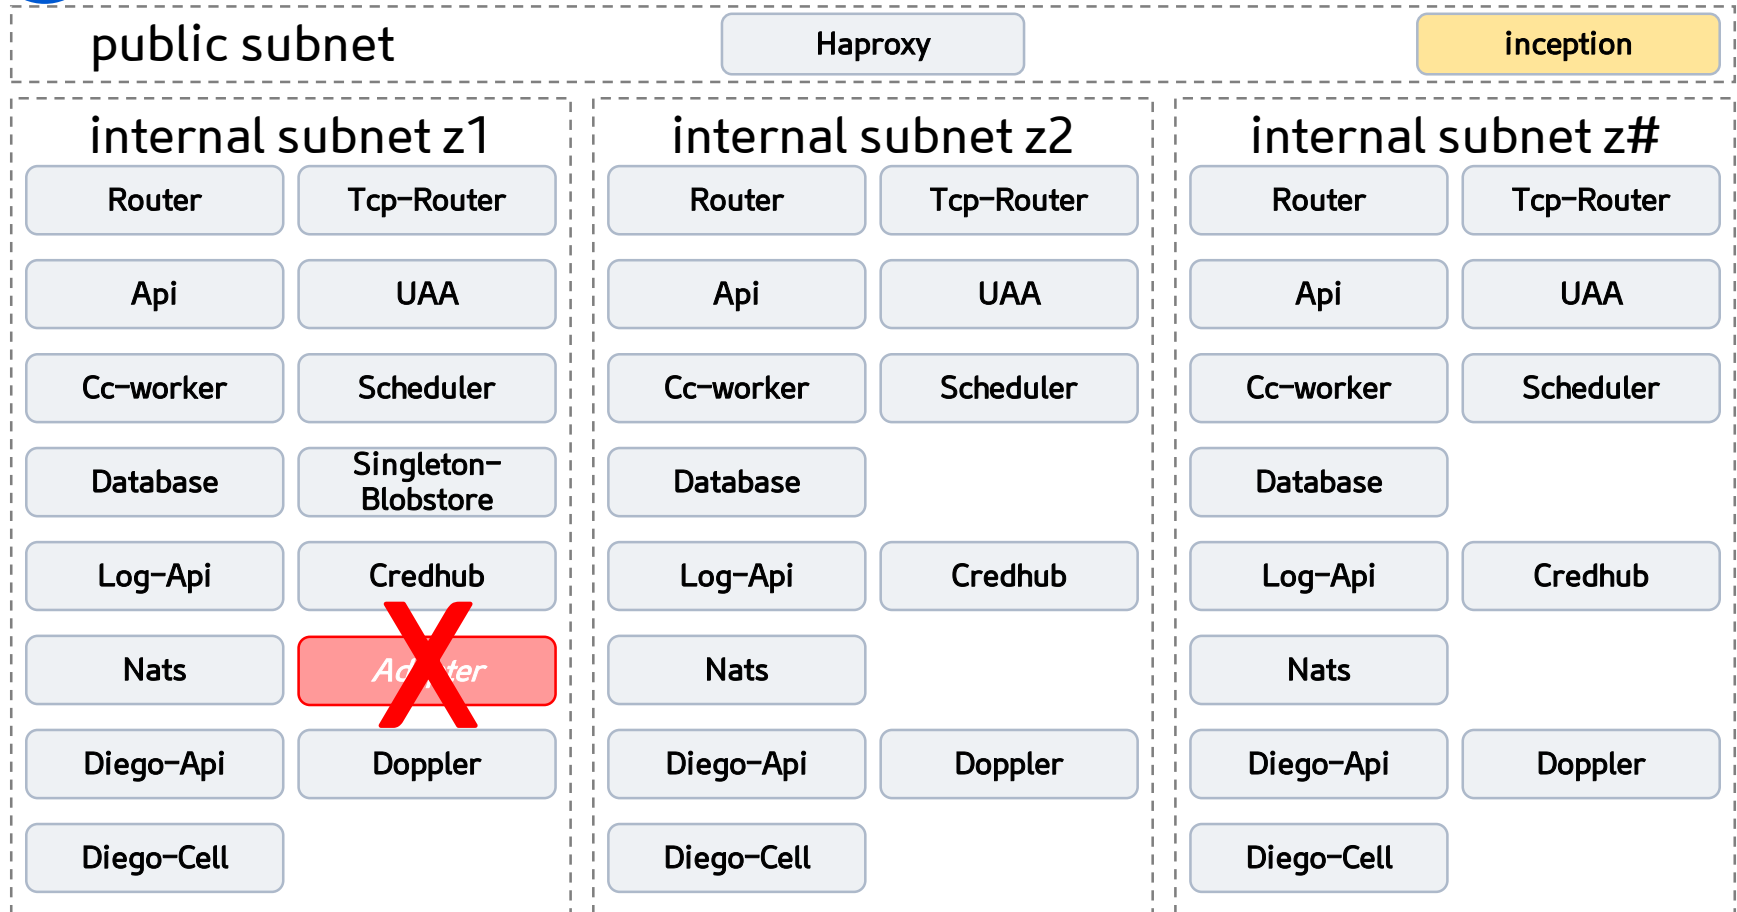 public subnet
Haproxy
inception
internal subnet z1
Router
Tcp-Router
Api
UAA
Cc-worker
Scheduler
Database
Singleton-
Blobstore
Log-Api
Credhub
Nats
Diego-Api
Doppler
Diego-Cell
internal subnet z2
Router
Tcp-Router
Api
UAA
Cc-worker
Scheduler
Database
Log-Api
Credhub
Nats
Diego-Api
Doppler
Diego-Cell
internal subnet z#
Router
Tcp-Router
Api
UAA
Cc-worker
Scheduler
Database
Log-Api
Credhub
Nats
Diego-Api
Doppler
Diego-Cell